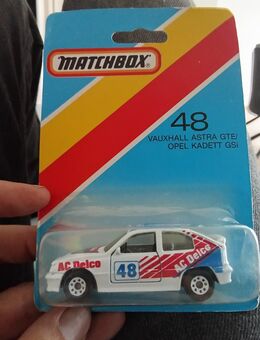 MATCHBOX®
48
VAUXHALL ASTRA GTE/
OPEL KADETT GSi
AC Delco
48
AC Delco